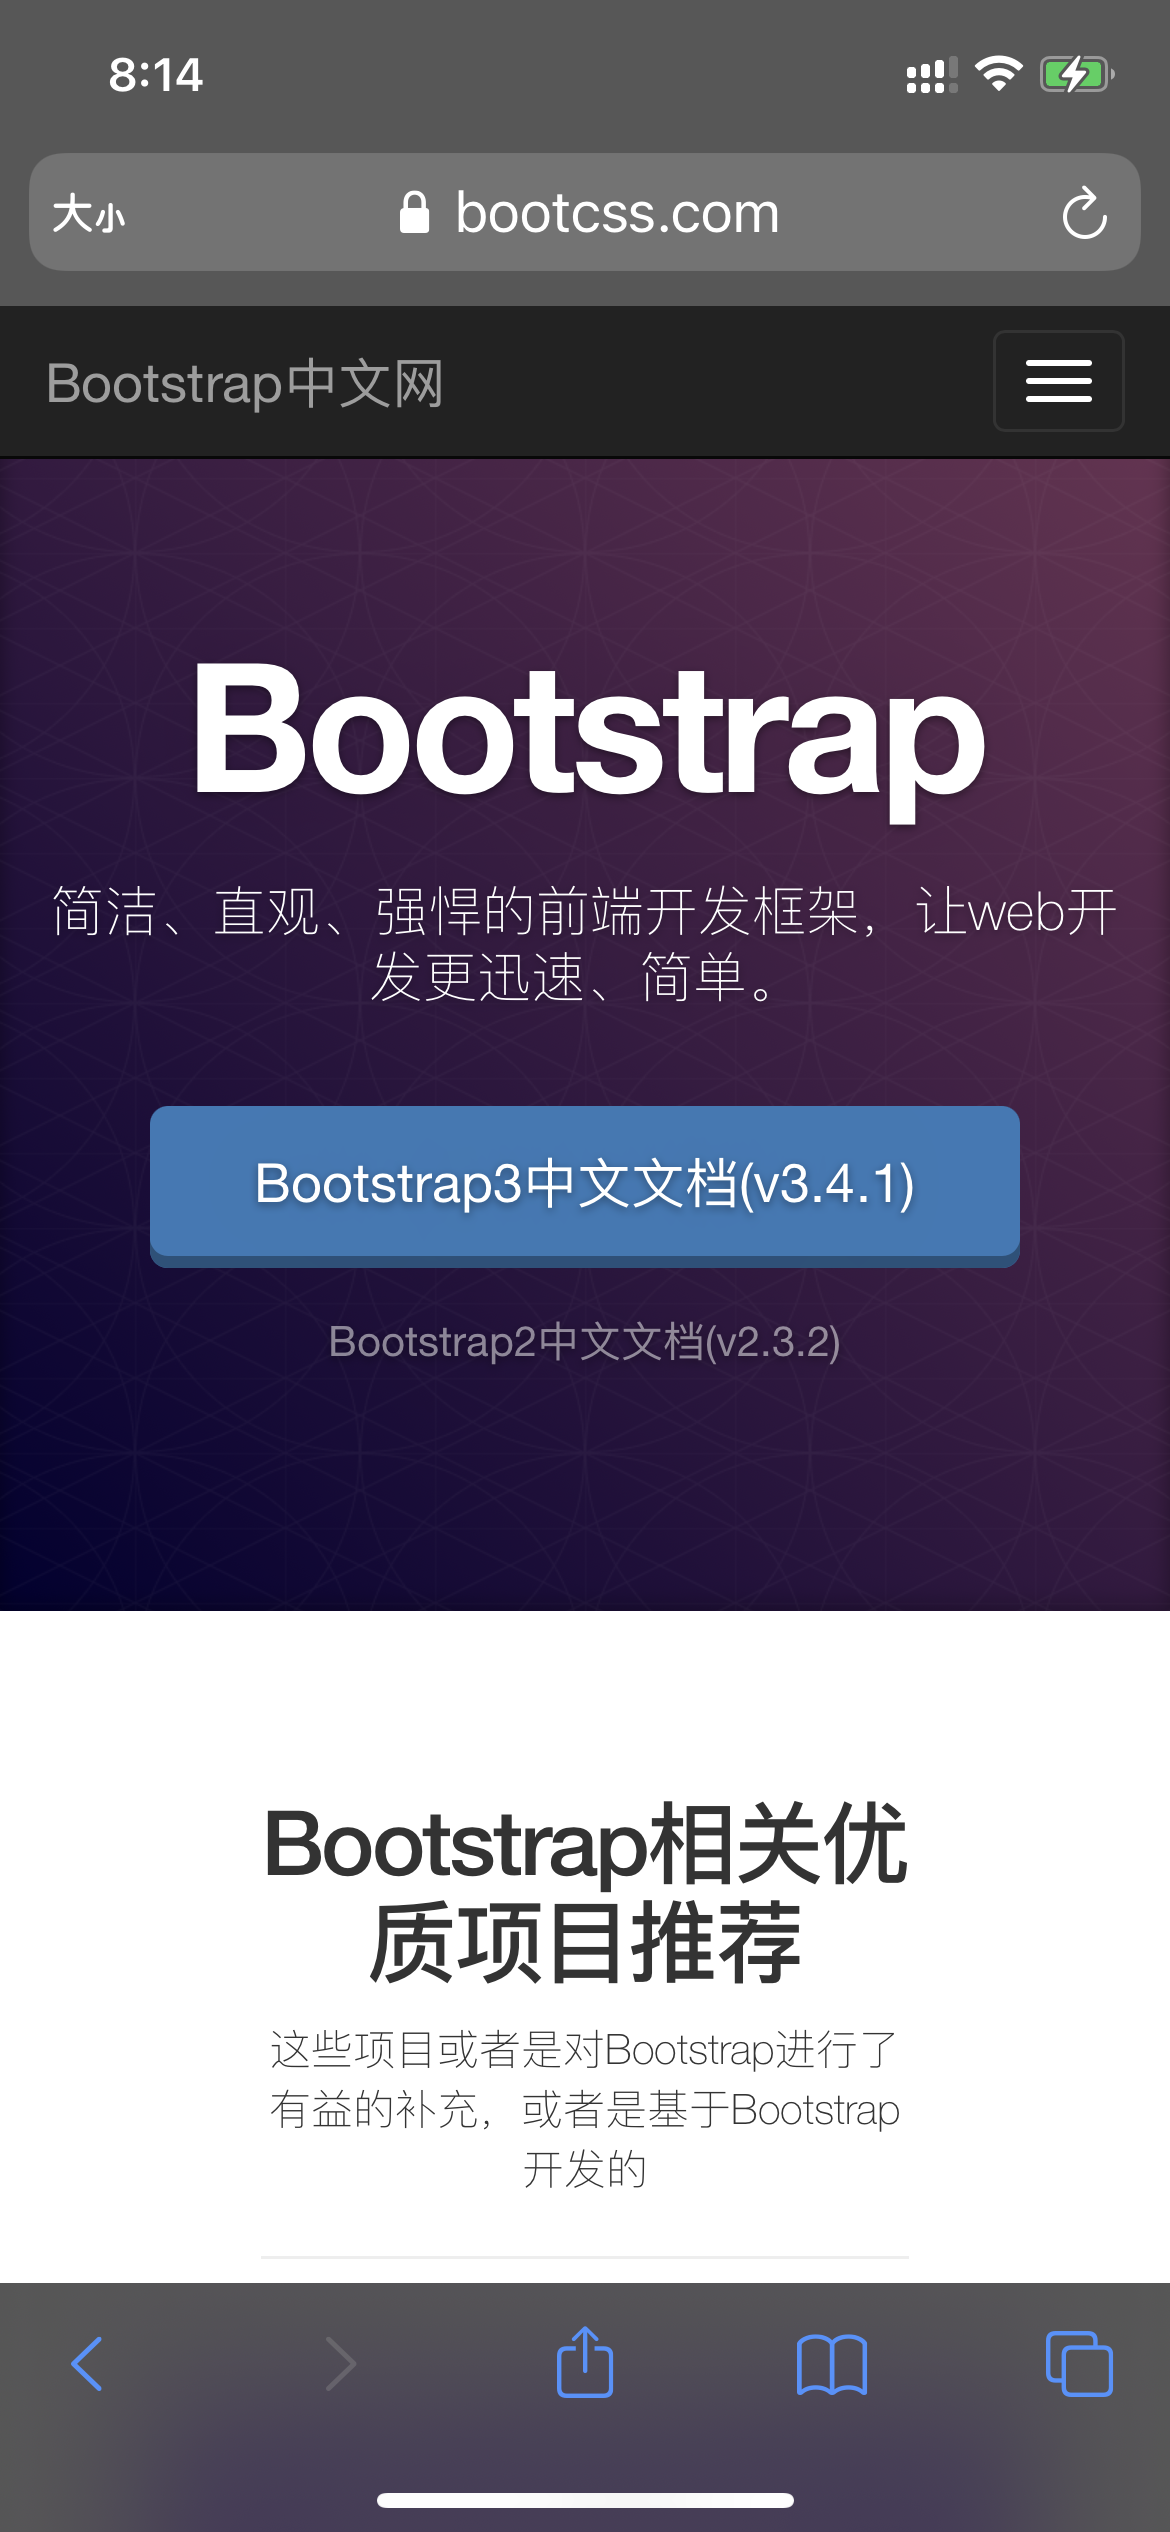 8:14
大小
bootcss.com
Bootstrap中文网
Bootstrap
简洁、直观、强悍的前端开发框架，让web开
发更迅速、简单。
Bootstrap3中文文档(v3.4.1)
Bootstrap2中文文档(v2.3.2)
Bootstrap相关优
质项目推荐
这些项目或者是对Bootstrap进行了
有益的补充，或者是基于Bootstrap
开发的